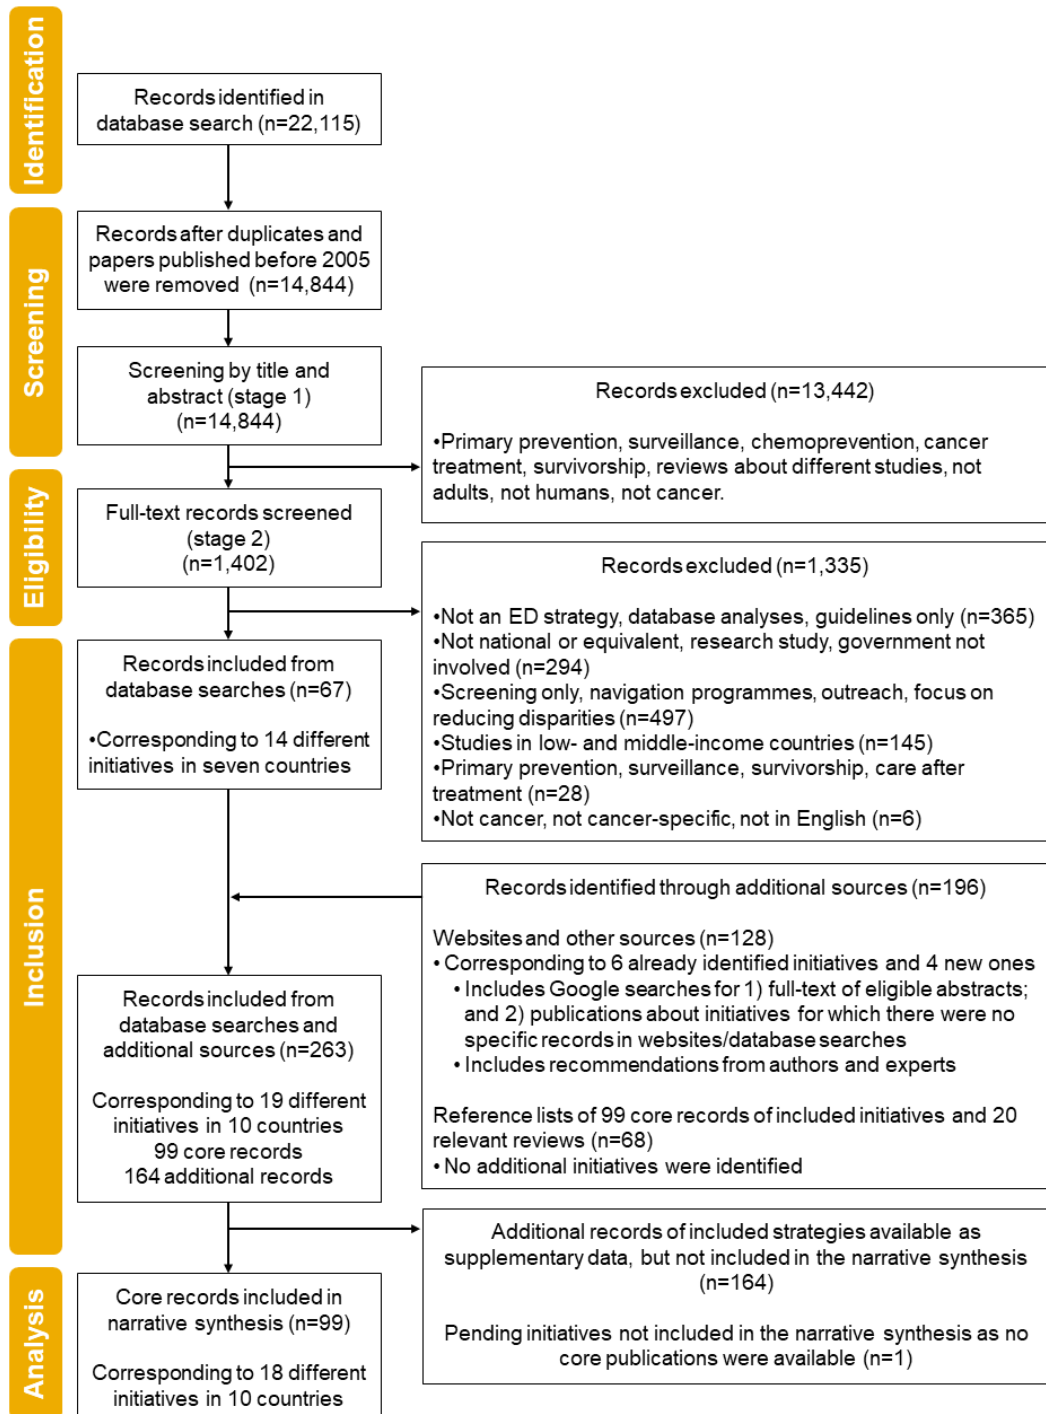 Identification
Records identified in
database search (n=22,115)
Screening
Records after duplicates and
papers published before 2005
were removed (n=14,844)
Screening by title and
abstract (stage 1)
(n=14,844)
Records excluded (n=13,442)
•Primary prevention, surveillance, chemoprevention, cancer
treatment, survivorship, reviews about different studies, not
adults, not humans, not cancer.
Eligibility
Full-text records screened
(stage 2)
(n=1,402)
Records excluded (n=1,335)
•Not an ED strategy, database analyses, guidelines only (n=365)
•Not national or equivalent, research study, government not
involved (n=294)
•Screening only, navigation programmes, outreach, focus on
reducing disparities (n=497)
•Studies in low- and middle-income countries (n=145)
•Primary prevention, surveillance, survivorship, care after
treatment (n=28)
•Not cancer, not cancer-specific, not in English (n=6)
Inclusion
Records included from
database searches (n=67)
•Corresponding to 14 different
initiatives in seven countries
Records identified through additional sources (n=196)
Websites and other sources (n=128)
• Corresponding to 6 already identified initiatives and 4 new ones
• Includes Google searches for 1) full-text of eligible abstracts;
and 2) publications about initiatives for which there were no
specific records in websites/database searches
• Includes recommendations from authors and experts
Reference lists of 99 core records of included initiatives and 20
relevant reviews (n=68)
• No additional initiatives were identified
Records included from
database searches and
additional sources (n=263)
Corresponding to 19 different
initiatives in 10 countries
99 core records
164 additional records
Additional records of included strategies available as
supplementary data, but not included in the narrative synthesis
(n=164)
Pending initiatives not included in the narrative synthesis as no
core publications were available (n=1)
Analysis
Core records included in
narrative synthesis (n=99)
Corresponding to 18 different
initiatives in 10 countries